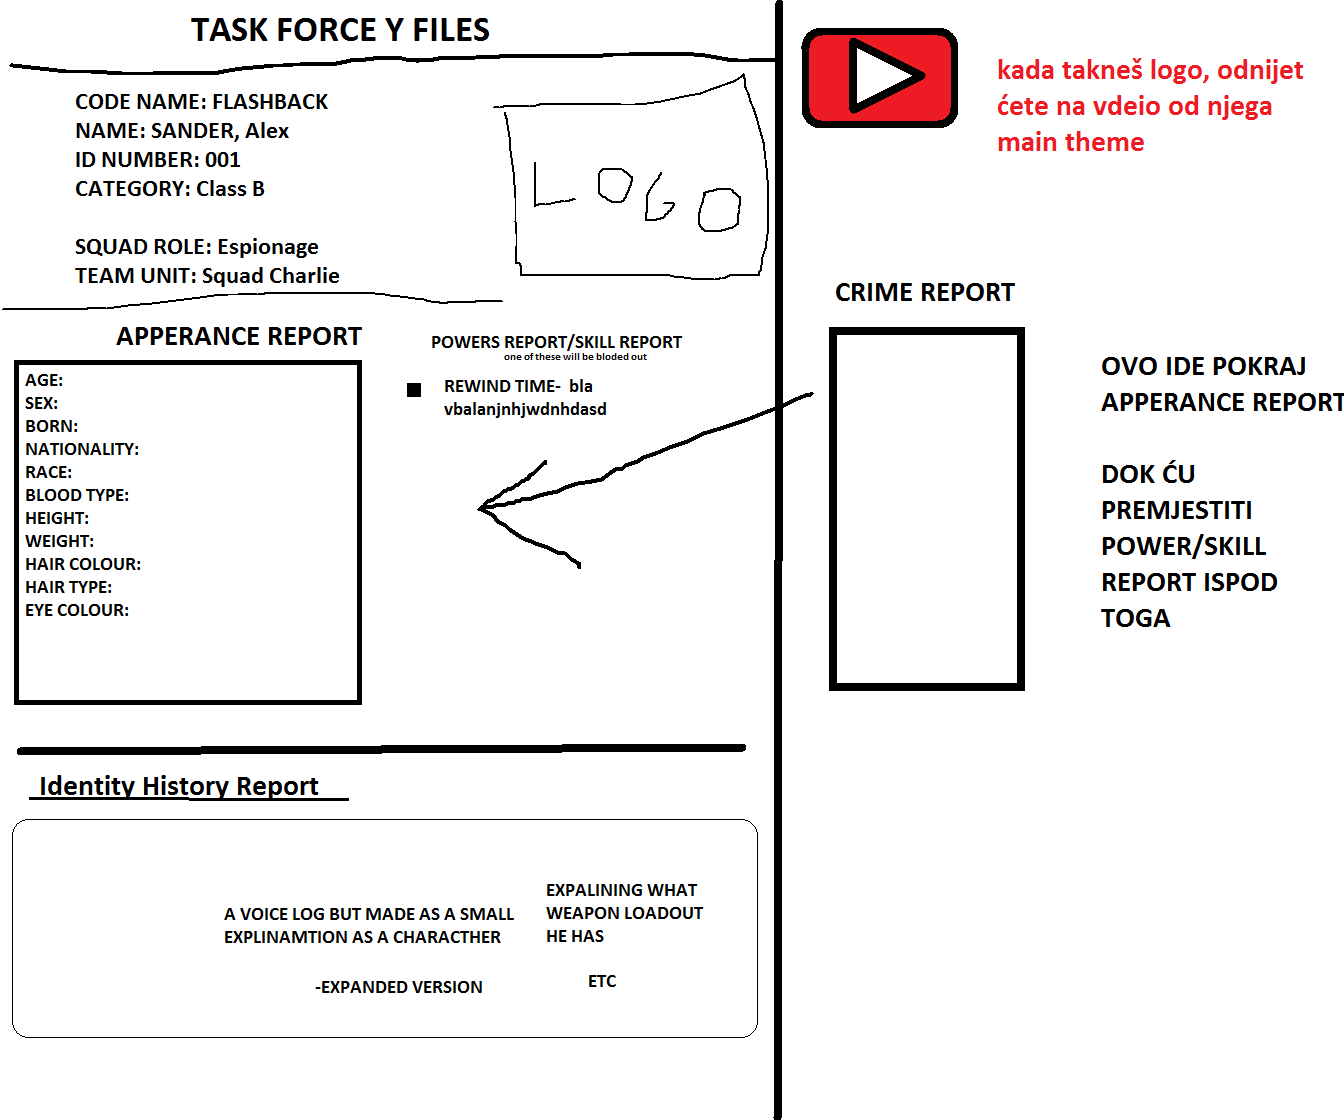 TASK FORCE Y FILES
CODE NAME: FLASHBACK
NAME: SANDER, Alex
ID NUMBER: 001
CATEGORY: Class B
SQUAD ROLE: Espionage
TEAM UNIT: Squad Charlie
LOGO
APPERANCE REPORT
AGE:
SEX:
BORN:
NATIONALITY:
RACE:
BLOOD TYPE:
HEIGHT:
WEIGHT:
HAIR COLOUR:
HAIR TYPE:
EYE COLOUR:
POWERS REPORT/SKILL REPORT
one of these will be bloded out
REWIND TIME- bla
vbalanjnhjwdnhdasd
Identity History Report
A VOICE LOG BUT MADE AS A SMALL
EXPLINAMTION AS A CHARACTHER
-EXPANDED VERSION
EXPALINING WHAT
WEAPON LOADOUT
HE HAS
ETC
kada takneš logo, odnijet
ćete na vdeio od njega
main theme
CRIME REPORT
OVO IDE POKRAJ
APPERANCE REPORT
DOK ĆU
PREMJESTITI
POWER/SKILL
REPORT ISPOD
TOGA